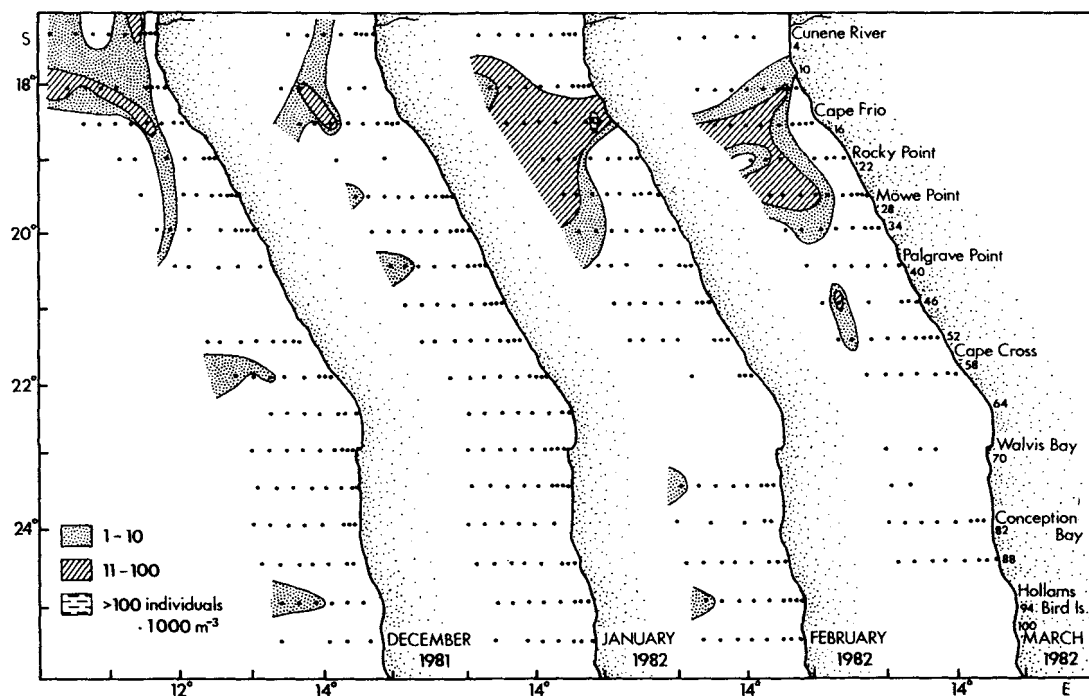 S
18°
20°
22°
24°
Cunene River
4
10
Cape Frio
16
Rocky Point
22
Möwe Point
28
34
Palgrave Point
40
46
52
Cape Cross
58
64
Walvis Bay
70
Conception
Bay
82
88
Hollams
94 Bird Is.
100
1-10
11-100
>100 individuals
· 1000 m⁻³
DECEMBER
1981
JANUARY
1982
FEBRUARY
1982
MARCH
1982
12°
14°
14°
14°
14°
E